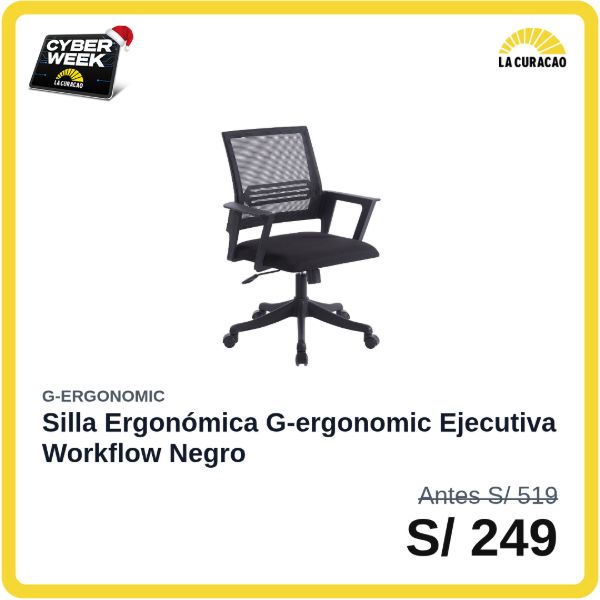 CYBER
WEEK
LA CURACAO
LA CURACAO
G-ERGONOMIC
Silla Ergonómica G-ergonomic Ejecutiva
Workflow Negro
Antes S/ 519
S/ 249